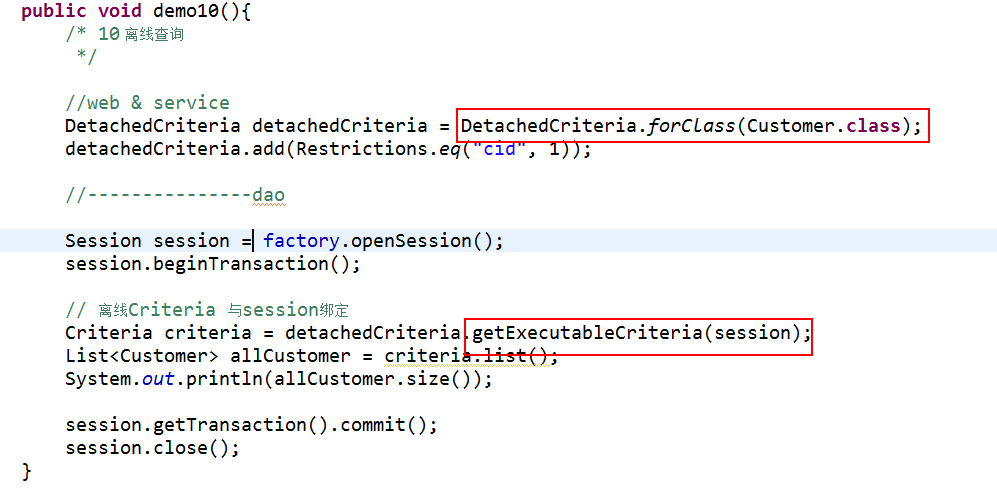 public void demo10(){
/* 10 离线查询
*/
//web & service
DetachedCriteria detachedCriteria = DetachedCriteria.forClass(Customer.class);
detachedCriteria.add(Restrictions.eq("cid", 1));
//---------------dao
Session session = factory.openSession();
session.beginTransaction();
// 离线Criteria 与session绑定
Criteria criteria = detachedCriteria.getExecutableCriteria(session);
List<Customer> allCustomer = criteria.list();
System.out.println(allCustomer.size());
session.getTransaction().commit();
session.close();
}